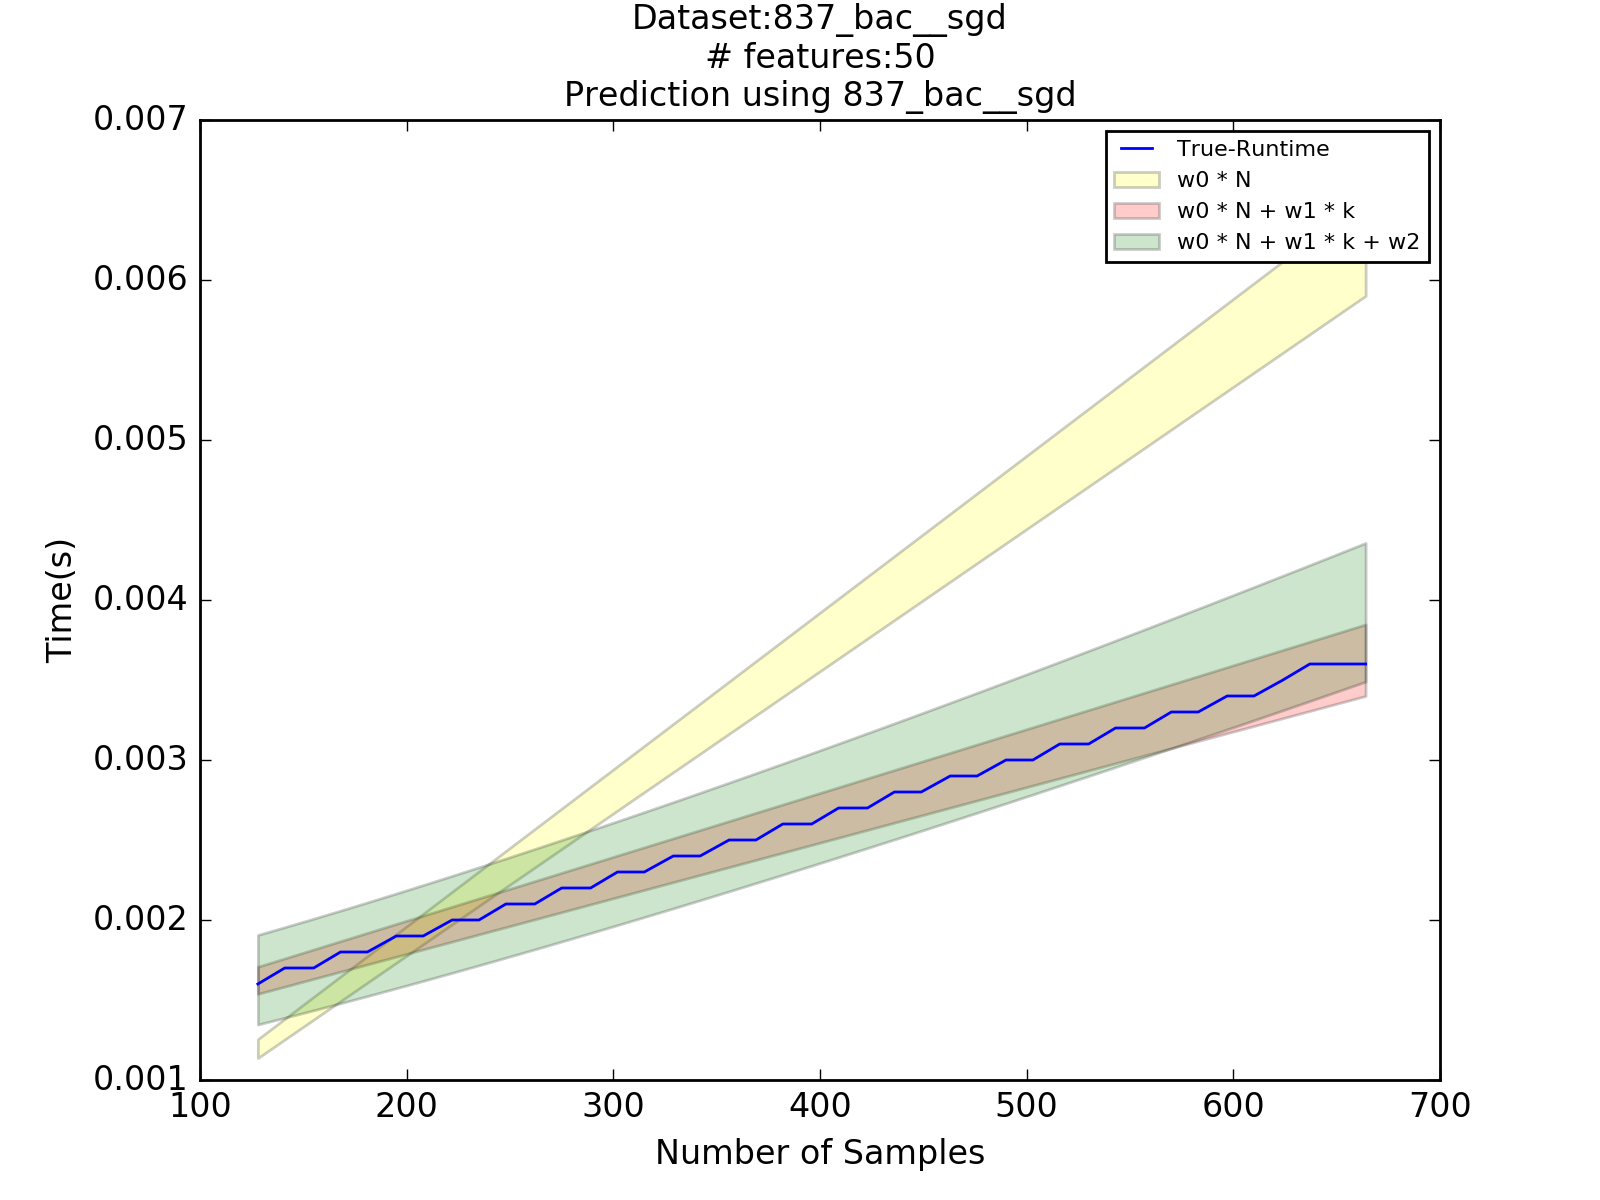 Dataset:837_bac__sgd
# features:50
Prediction using 837_bac__sgd
0.007
0.006
0.005
0.004
0.003
0.002
0.001
Time(s)
True-Runtime
w0 * N
w0 * N + w1 * k
w0 * N + w1 * k + w2
100 200 300 400 500 600 700
Number of Samples